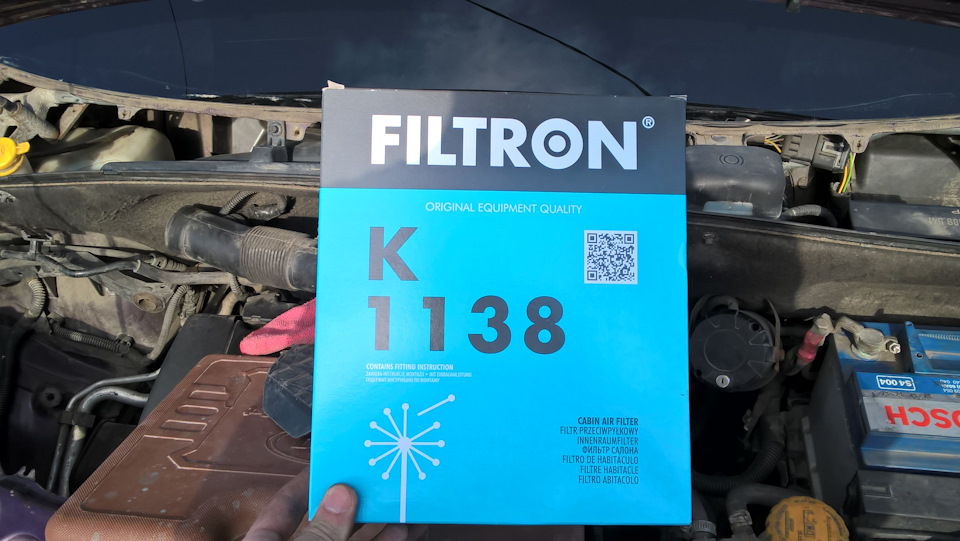 FILTRON®
ORIGINAL EQUIPMENT QUALITY
K
1138
CONTAINS FITTING INSTRUCTION
CABIN AIR FILTER
FILTR PRZECIWPYŁKOWY
INNENRAUMFILTER
ФИЛЬТР САЛОНА
FILTRO DE HABITÁCULO
FILTRE HABITACLE
FILTRO ABITACOLO
S4 004
BOSCH